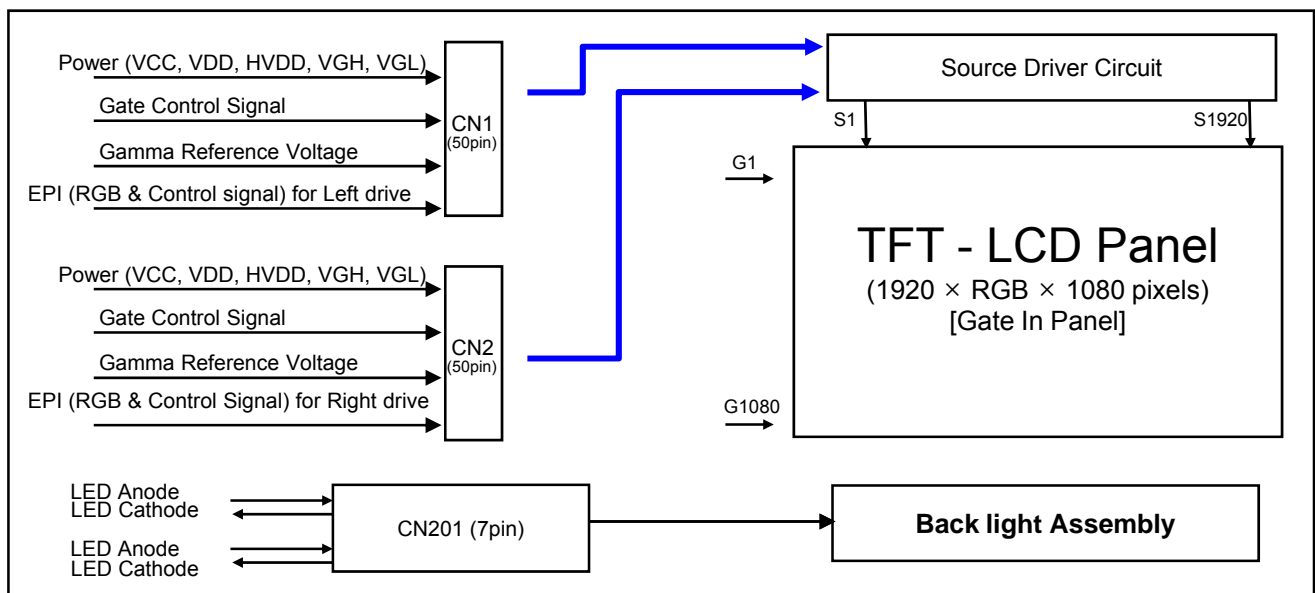 Power (VCC, VDD, HVDD, VGH, VGL)
Gate Control Signal
Gamma Reference Voltage
EPI (RGB & Control signal) for Left drive
CN1
(50pin)
Power (VCC, VDD, HVDD, VGH, VGL)
Gate Control Signal
Gamma Reference Voltage
EPI (RGB & Control Signal) for Right drive
CN2
(50pin)
Source Driver Circuit
S1
S1920
G1
G1080
TFT - LCD Panel
(1920 × RGB × 1080 pixels)
[Gate In Panel]
LED Anode
LED Cathode
LED Anode
LED Cathode
CN201 (7pin)
Back light Assembly